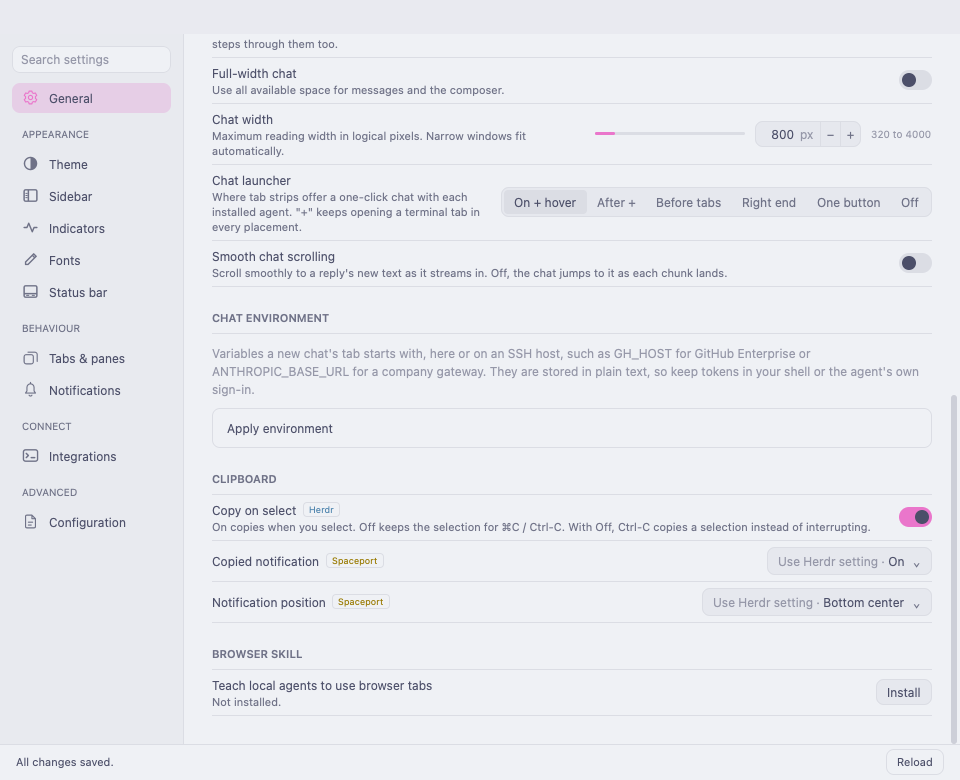 steps through them too.
Search settings
General
APPEARANCE
Theme
Sidebar
Indicators
Fonts
Status bar
BEHAVIOUR
Tabs & panes
Notifications
CONNECT
Integrations
ADVANCED
Configuration
Full-width chat
Use all available space for messages and the composer.
Chat width
Maximum reading width in logical pixels. Narrow windows fit
automatically.
800 px − + 320 to 4000
Chat launcher
Where tab strips offer a one-click chat with each
installed agent. "+" keeps opening a terminal tab in
every placement.
On + hover After + Before tabs Right end One button Off
Smooth chat scrolling
Scroll smoothly to a reply's new text as it streams in. Off, the chat jumps to it as each chunk lands.
CHAT ENVIRONMENT
Variables a new chat's tab starts with, here or on an SSH host, such as GH_HOST for GitHub Enterprise or
ANTHROPIC_BASE_URL for a company gateway. They are stored in plain text, so keep tokens in your shell or the agent's own
sign-in.
Apply environment
CLIPBOARD
Copy on select Herdr
On copies when you select. Off keeps the selection for ⌘C / Ctrl-C. With Off, Ctrl-C copies a selection instead of interrupting.
Copied notification Spaceport
Use Herdr setting · On
Notification position Spaceport
Use Herdr setting · Bottom center
BROWSER SKILL
Teach local agents to use browser tabs
Not installed.
Install
All changes saved.
Reload